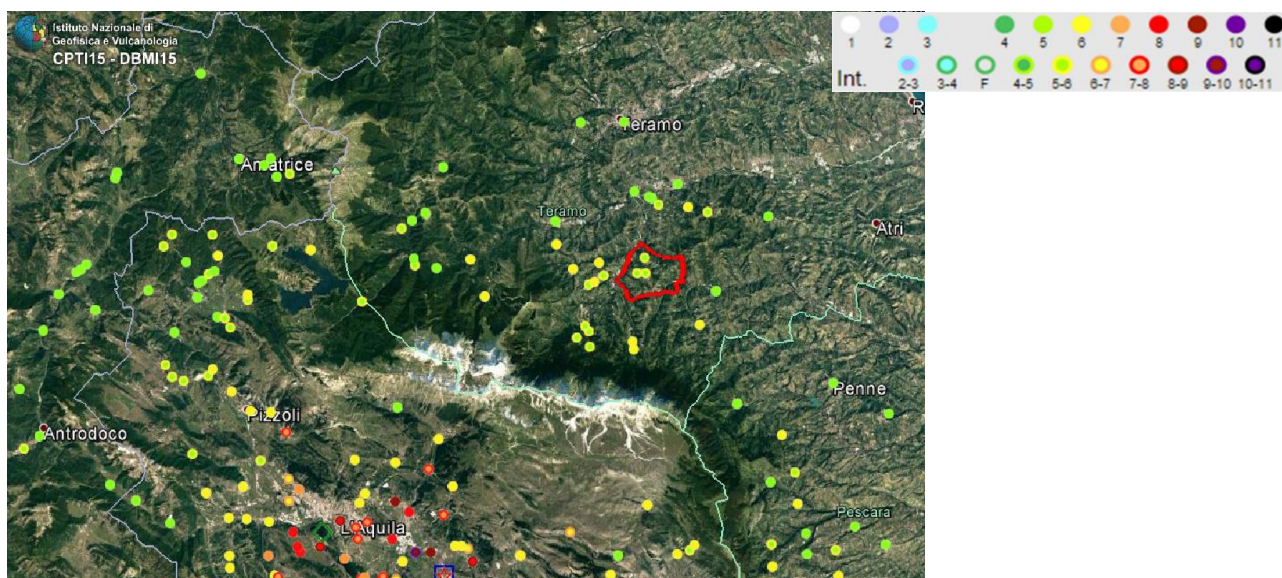 Istituto Nazionale di
Geofisica e Vulcanologia
CPTI15 - DBMI15
1 2 3 4 5 6 7 8 9 10 11
Int. 2-3 3-4 F 4-5 5-6 6-7 7-8 8-9 9-10 10-11
R
Teramo
Amatrice
Teramo
Atri
Penne
Pizzoli
Antrodoco
Pescara
L'Aquila